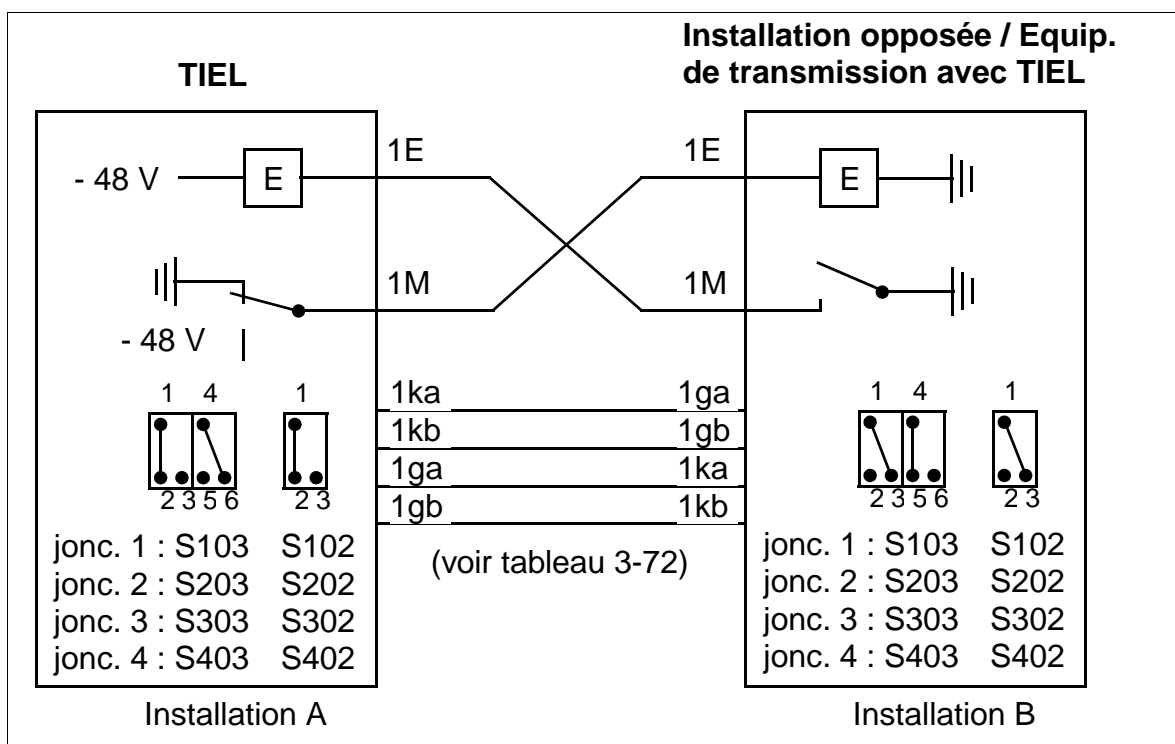 Installation opposée / Equip.
de transmission avec TIEL
TIEL
1E
1E
- 48 V
E
E
1M
1M
- 48 V
1 4 1
1 4 1
2 3 5 6 2 3
2 3 5 6 2 3
1ka 1ga
1kb 1gb
1ga 1ka
1gb 1kb
(voir tableau 3-72)
jonc. 1 : S103 S102
jonc. 2 : S203 S202
jonc. 3 : S303 S302
jonc. 4 : S403 S402
jonc. 1 : S103 S102
jonc. 2 : S203 S202
jonc. 3 : S303 S302
jonc. 4 : S403 S402
Installation A
Installation B